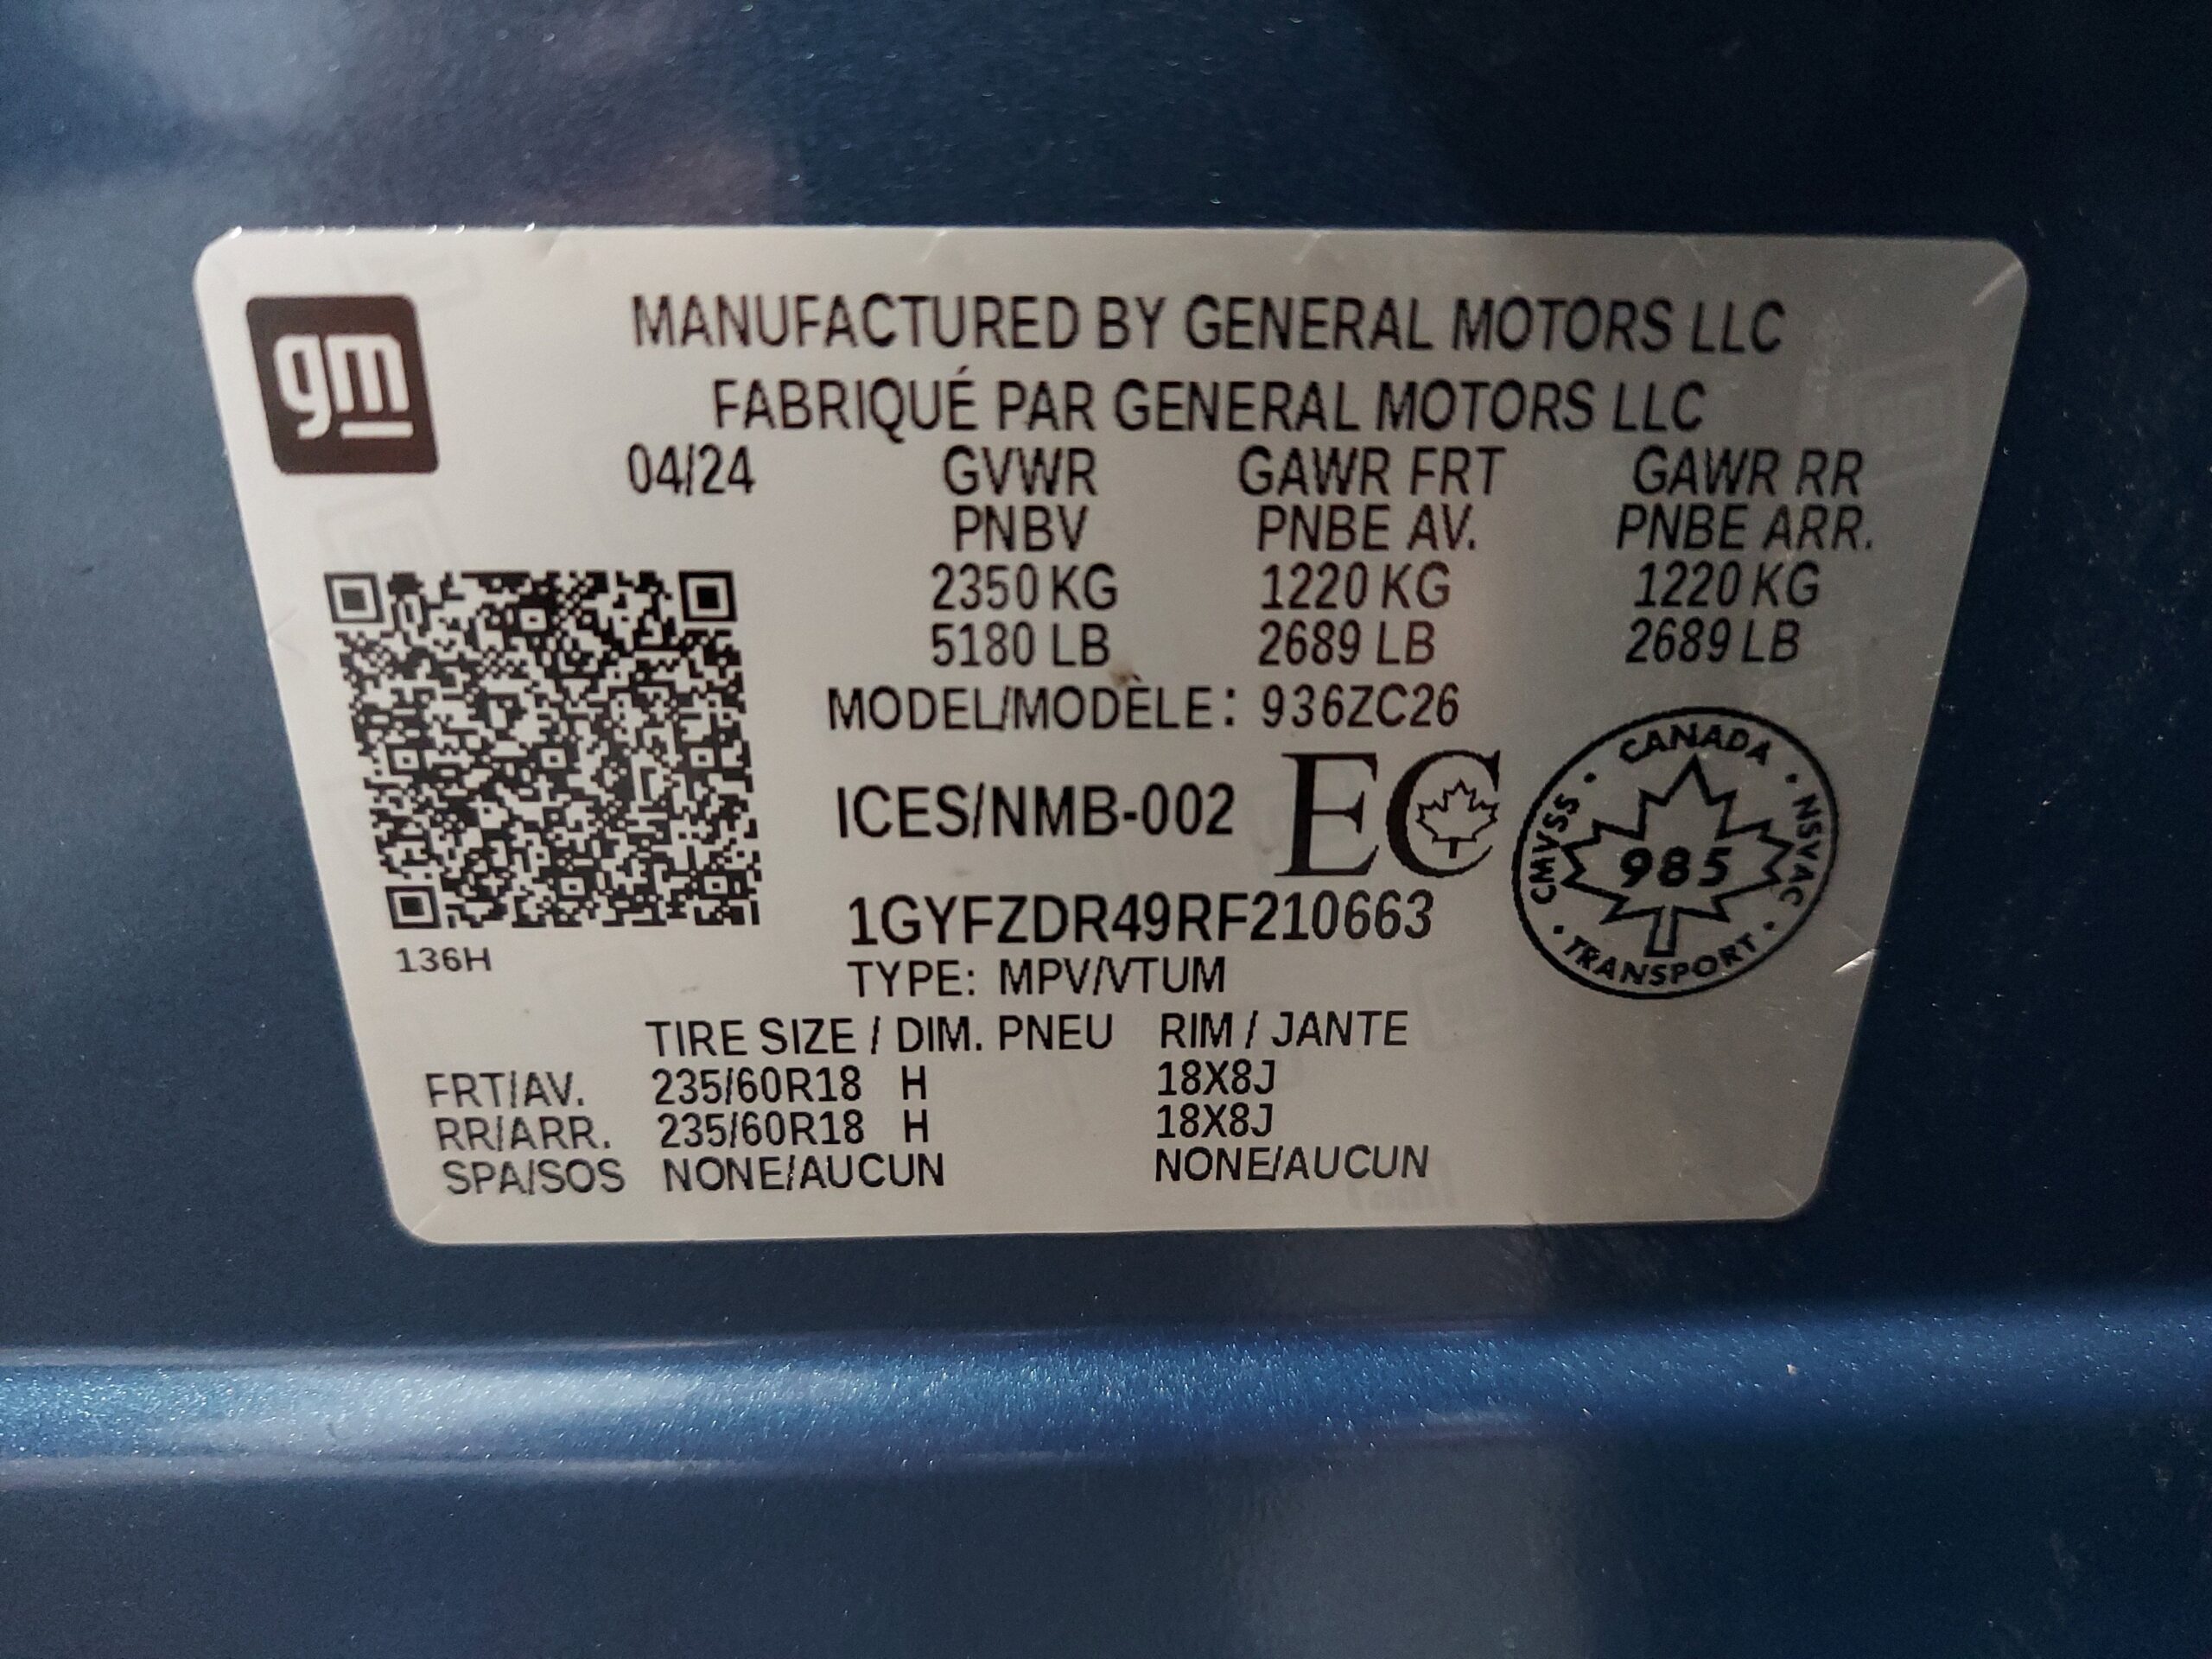 gm
MANUFACTURED BY GENERAL MOTORS LLC
FABRIQUÉ PAR GENERAL MOTORS LLC
04/24 GVWR GAWR FRT GAWR RR
PNBV PNBE AV. PNBE ARR.
2350 KG 1220 KG 1220 KG
5180 LB 2689 LB 2689 LB
MODEL/MODÈLE: 936ZC26
ICES/NMB-002 EC
CANADA
CMVSS 985 NSVAC
TRANSPORT
1GYFZDR49RF210663
136H
TYPE: MPV/VTUM
TIRE SIZE / DIM. PNEU RIM / JANTE
FRT/AV. 235/60R18 H 18X8J
RR/ARR. 235/60R18 H 18X8J
SPA/SOS NONE/AUCUN NONE/AUCUN